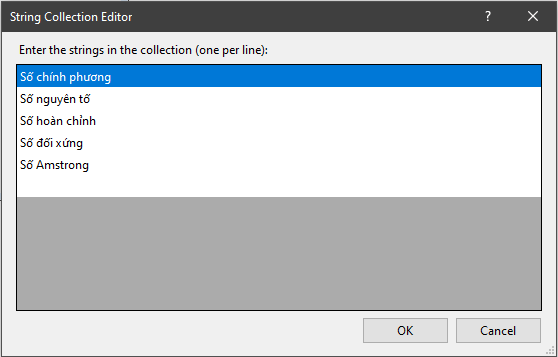 String Collection Editor
?
Enter the strings in the collection (one per line):
Số chính phương
Số nguyên tố
Số hoàn chỉnh
Số đối xứng
Số Amstrong
OK
Cancel